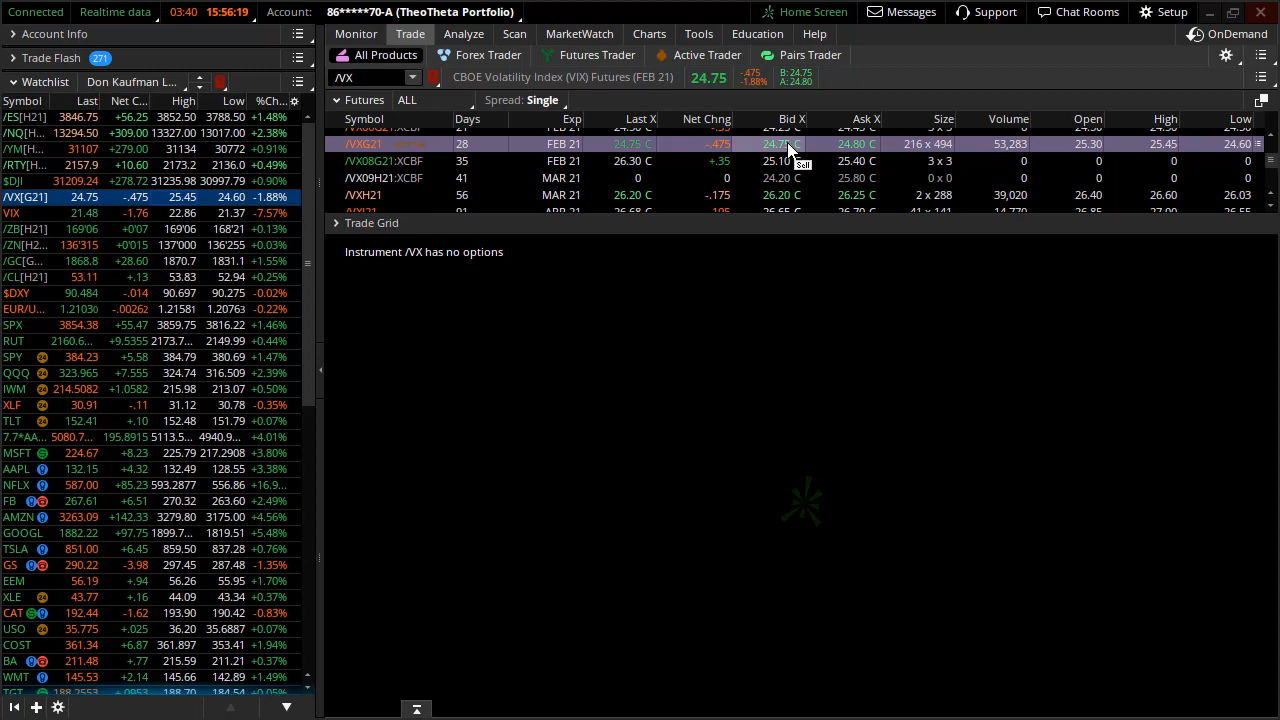 Connected Realtime data 03:40 15:56:19 Account: 86*****70-A (TheoTheta Portfolio) Home Screen Messages Support Chat Rooms Setup
Account Info
Monitor Trade Analyze Scan MarketWatch Charts Tools Education Help OnDemand
Trade Flash 271
All Products Forex Trader Futures Trader Active Trader Pairs Trader
Watchlist Don Kaufman L...
/VX CBOE Volatility Index (VIX) Futures (FEB 21) 24.75 -.475 -1.88% B: 24.75 A: 24.80
Futures ALL Spread: Single
Symbol Days Exp Last X Net Chng Bid X Ask X Size Volume Open High Low
/VXG21 28 FEB 21 24.75 C -.475 24.75 C 24.80 C 216 x 494 53,283 25.30 25.45 24.60
Sell
/VX08G21:XCBF 35 FEB 21 26.30 C +.35 25.10 25.40 C 3 x 3 0 0 0 0
/VX09H21:XCBF 41 MAR 21 0 0 24.20 C 25.80 C 0 x 0 0 0 0 0
/VXH21 56 MAR 21 26.20 C -.175 26.20 C 26.20 C 2 x 288 39,020 26.40 26.65 26.03
Trade Grid
Instrument /VX has no options
Symbol Last Net C... High Low %Ch...
/ES[H21] 3846.75 +56.25 3852.50 3788.50 +1.48%
/NQ[H... 13294.50 +309.00 13327.00 13017.00 +2.38%
/YM[H... 31107 +279.00 31131 30772 +0.91%
/RTY[H... 2157.9 +10.60 2173.2 2136.0 +0.49%
$DJI 31209.24 +278.72 31235.98 30997.79 +0.90%
/VX[G21] 24.75 -.475 25.45 24.60 -1.88%
VIX 21.48 -1.76 22.86 21.37 -7.57%
/ZB[H21] 169'06 +0'07 169'06 168'21 +0.13%
/ZN[H2... 136'315 +0'015 137'000 136'255 +0.03%
/GC[G... 1868.8 +28.60 1870.7 1831.1 +1.55%
/CL[H21] 53.11 +.13 53.83 52.94 +0.25%
$DXY 90.484 -.014 90.697 90.275 -0.02%
EUR/U... 1.21030 -.00262 1.21581 1.20763 -0.22%
SPX 3854.38 +55.47 3859.75 3816.22 +1.46%
RUT 2160.6... +9.5355 2173.7... 2149.99 +0.44%
SPY 384.23 +5.58 384.79 380.69 +1.47%
QQQ 323.965 +7.555 324.74 316.509 +2.39%
IWM 214.5082 +1.0582 215.98 213.07 +0.50%
XLF 30.91 -.11 31.12 30.78 -0.35%
TLT 152.41 +.10 152.48 151.79 +0.07%
7.7*AA... 5080.7... 195.8915 5113.5... 4940.9... +4.01%
MSFT 224.67 +8.23 225.79 217.2908 +3.80%
AAPL 132.15 +4.32 132.49 128.55 +3.38%
NFLX 587.00 +85.23 593.2877 556.86 +16.9...
FB 267.61 +6.51 270.32 263.60 +2.49%
AMZN 3263.09 +142.33 3279.80 3175.00 +4.56%
GOOGL 1882.22 +97.75 1899.7... 1819.51 +5.48%
TSLA 851.00 +6.45 859.50 837.28 +0.76%
GS 290.22 -3.98 297.45 287.48 -1.35%
EEM 56.19 +.94 56.26 55.95 +1.70%
XLE 43.77 +.16 44.09 43.34 +0.37%
CAT 192.44 -1.62 193.90 190.42 -0.83%
USO 35.775 +.025 36.20 35.6887 +0.07%
COST 361.34 +6.87 361.897 353.41 +1.94%
BA 211.48 +.77 215.59 211.21 +0.37%
WMT 145.53 +2.14 145.66 142.89 +1.49%